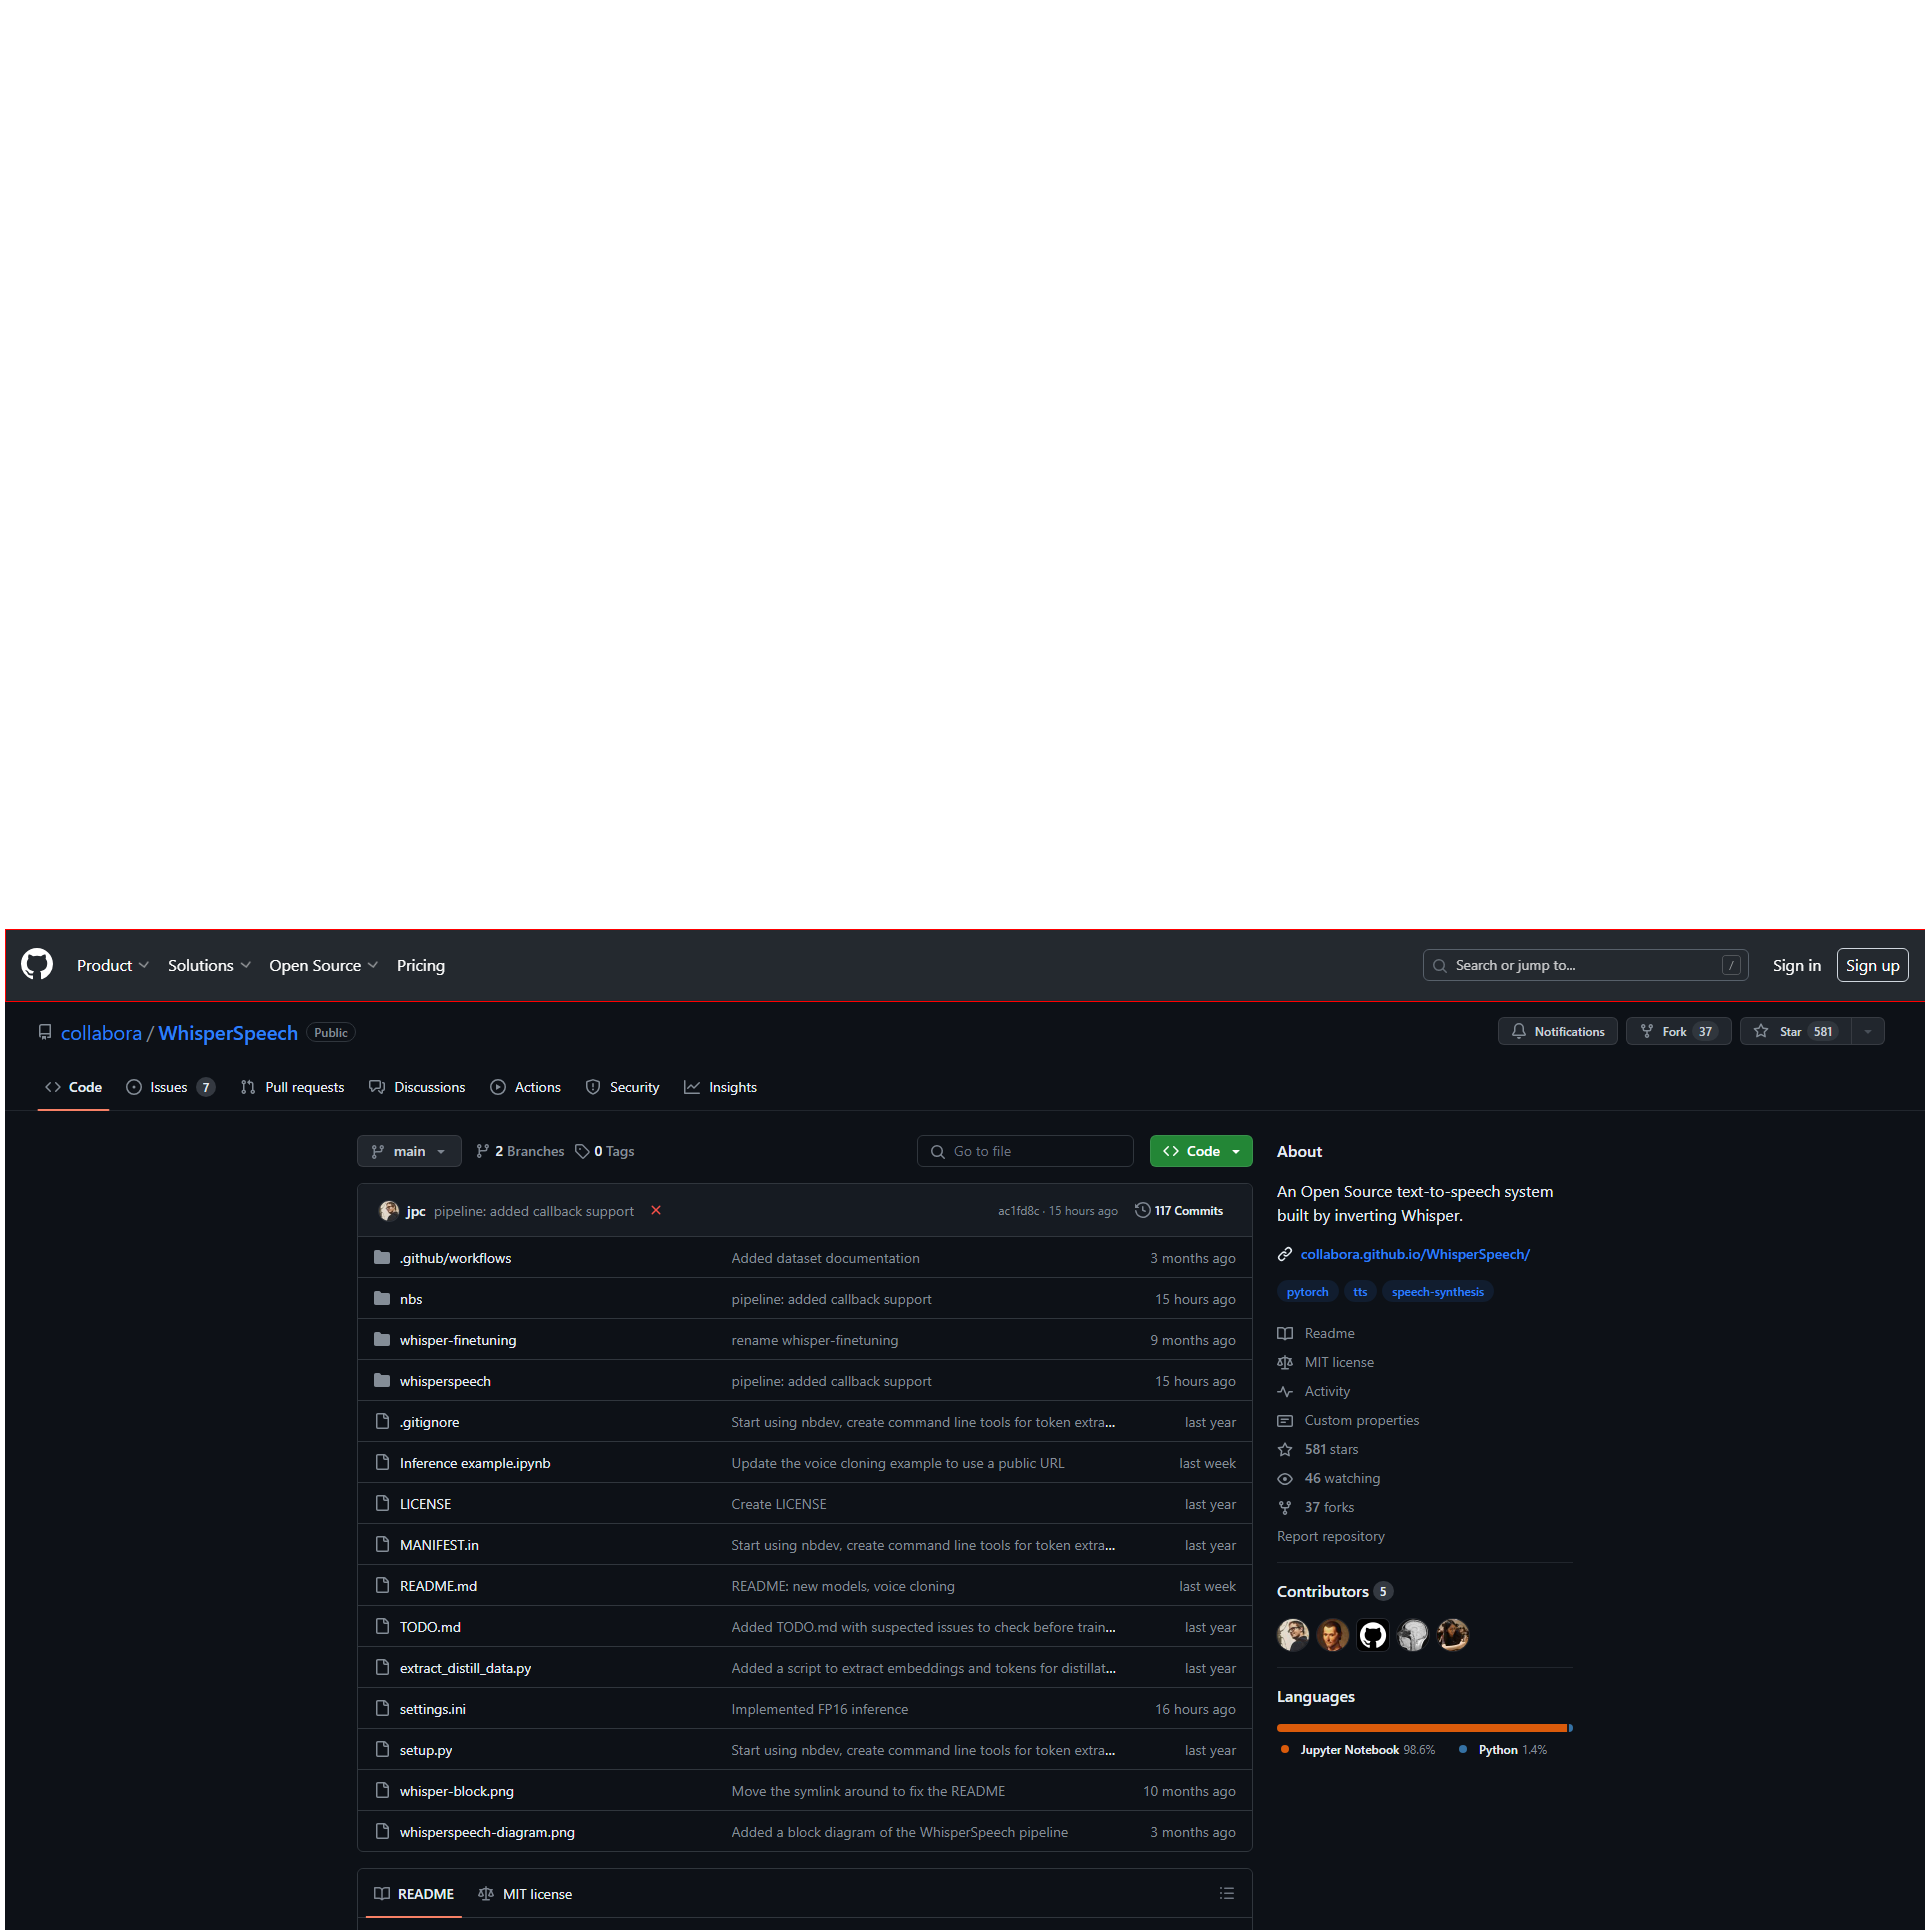 Product Solutions Open Source Pricing Search or jump to... / Sign in Sign up
collabora / WhisperSpeech Public Notifications Fork 37 Star 581
Code Issues 7 Pull requests Discussions Actions Security Insights
main 2 Branches 0 Tags Go to file Code
jpc pipeline: added callback support ac1fd8c · 15 hours ago 117 Commits
.github/workflows Added dataset documentation 3 months ago
nbs pipeline: added callback support 15 hours ago
whisper-finetuning rename whisper-finetuning 9 months ago
whisperspeech pipeline: added callback support 15 hours ago
.gitignore Start using nbdev, create command line tools for token extra... last year
Inference example.ipynb Update the voice cloning example to use a public URL last week
LICENSE Create LICENSE last year
MANIFEST.in Start using nbdev, create command line tools for token extra... last year
README.md README: new models, voice cloning last week
TODO.md Added TODO.md with suspected issues to check before train... last year
extract_distill_data.py Added a script to extract embeddings and tokens for distillat... last year
settings.ini Implemented FP16 inference 16 hours ago
setup.py Start using nbdev, create command line tools for token extra... last year
whisper-block.png Move the symlink around to fix the README 10 months ago
whisperspeech-diagram.png Added a block diagram of the WhisperSpeech pipeline 3 months ago
README MIT license
About
An Open Source text-to-speech system
built by inverting Whisper.
collabora.github.io/WhisperSpeech/
pytorch tts speech-synthesis
Readme
MIT license
Activity
Custom properties
581 stars
46 watching
37 forks
Report repository
Contributors 5
Languages
Jupyter Notebook 98.6% Python 1.4%